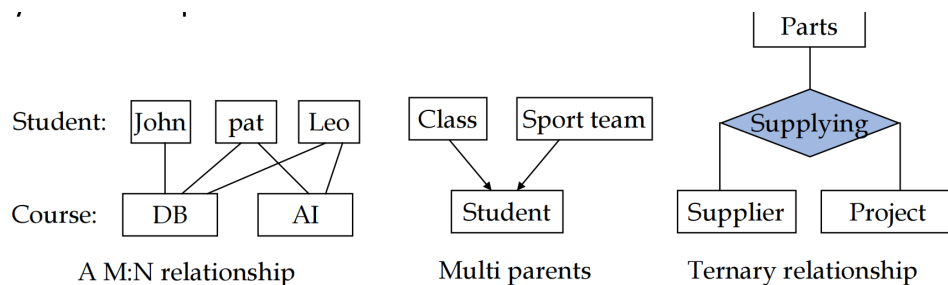 Student: John pat Leo
Course: DB AI
A M:N relationship
Class Sport team
Student
Multi parents
Parts
Supplying
Supplier Project
Ternary relationship